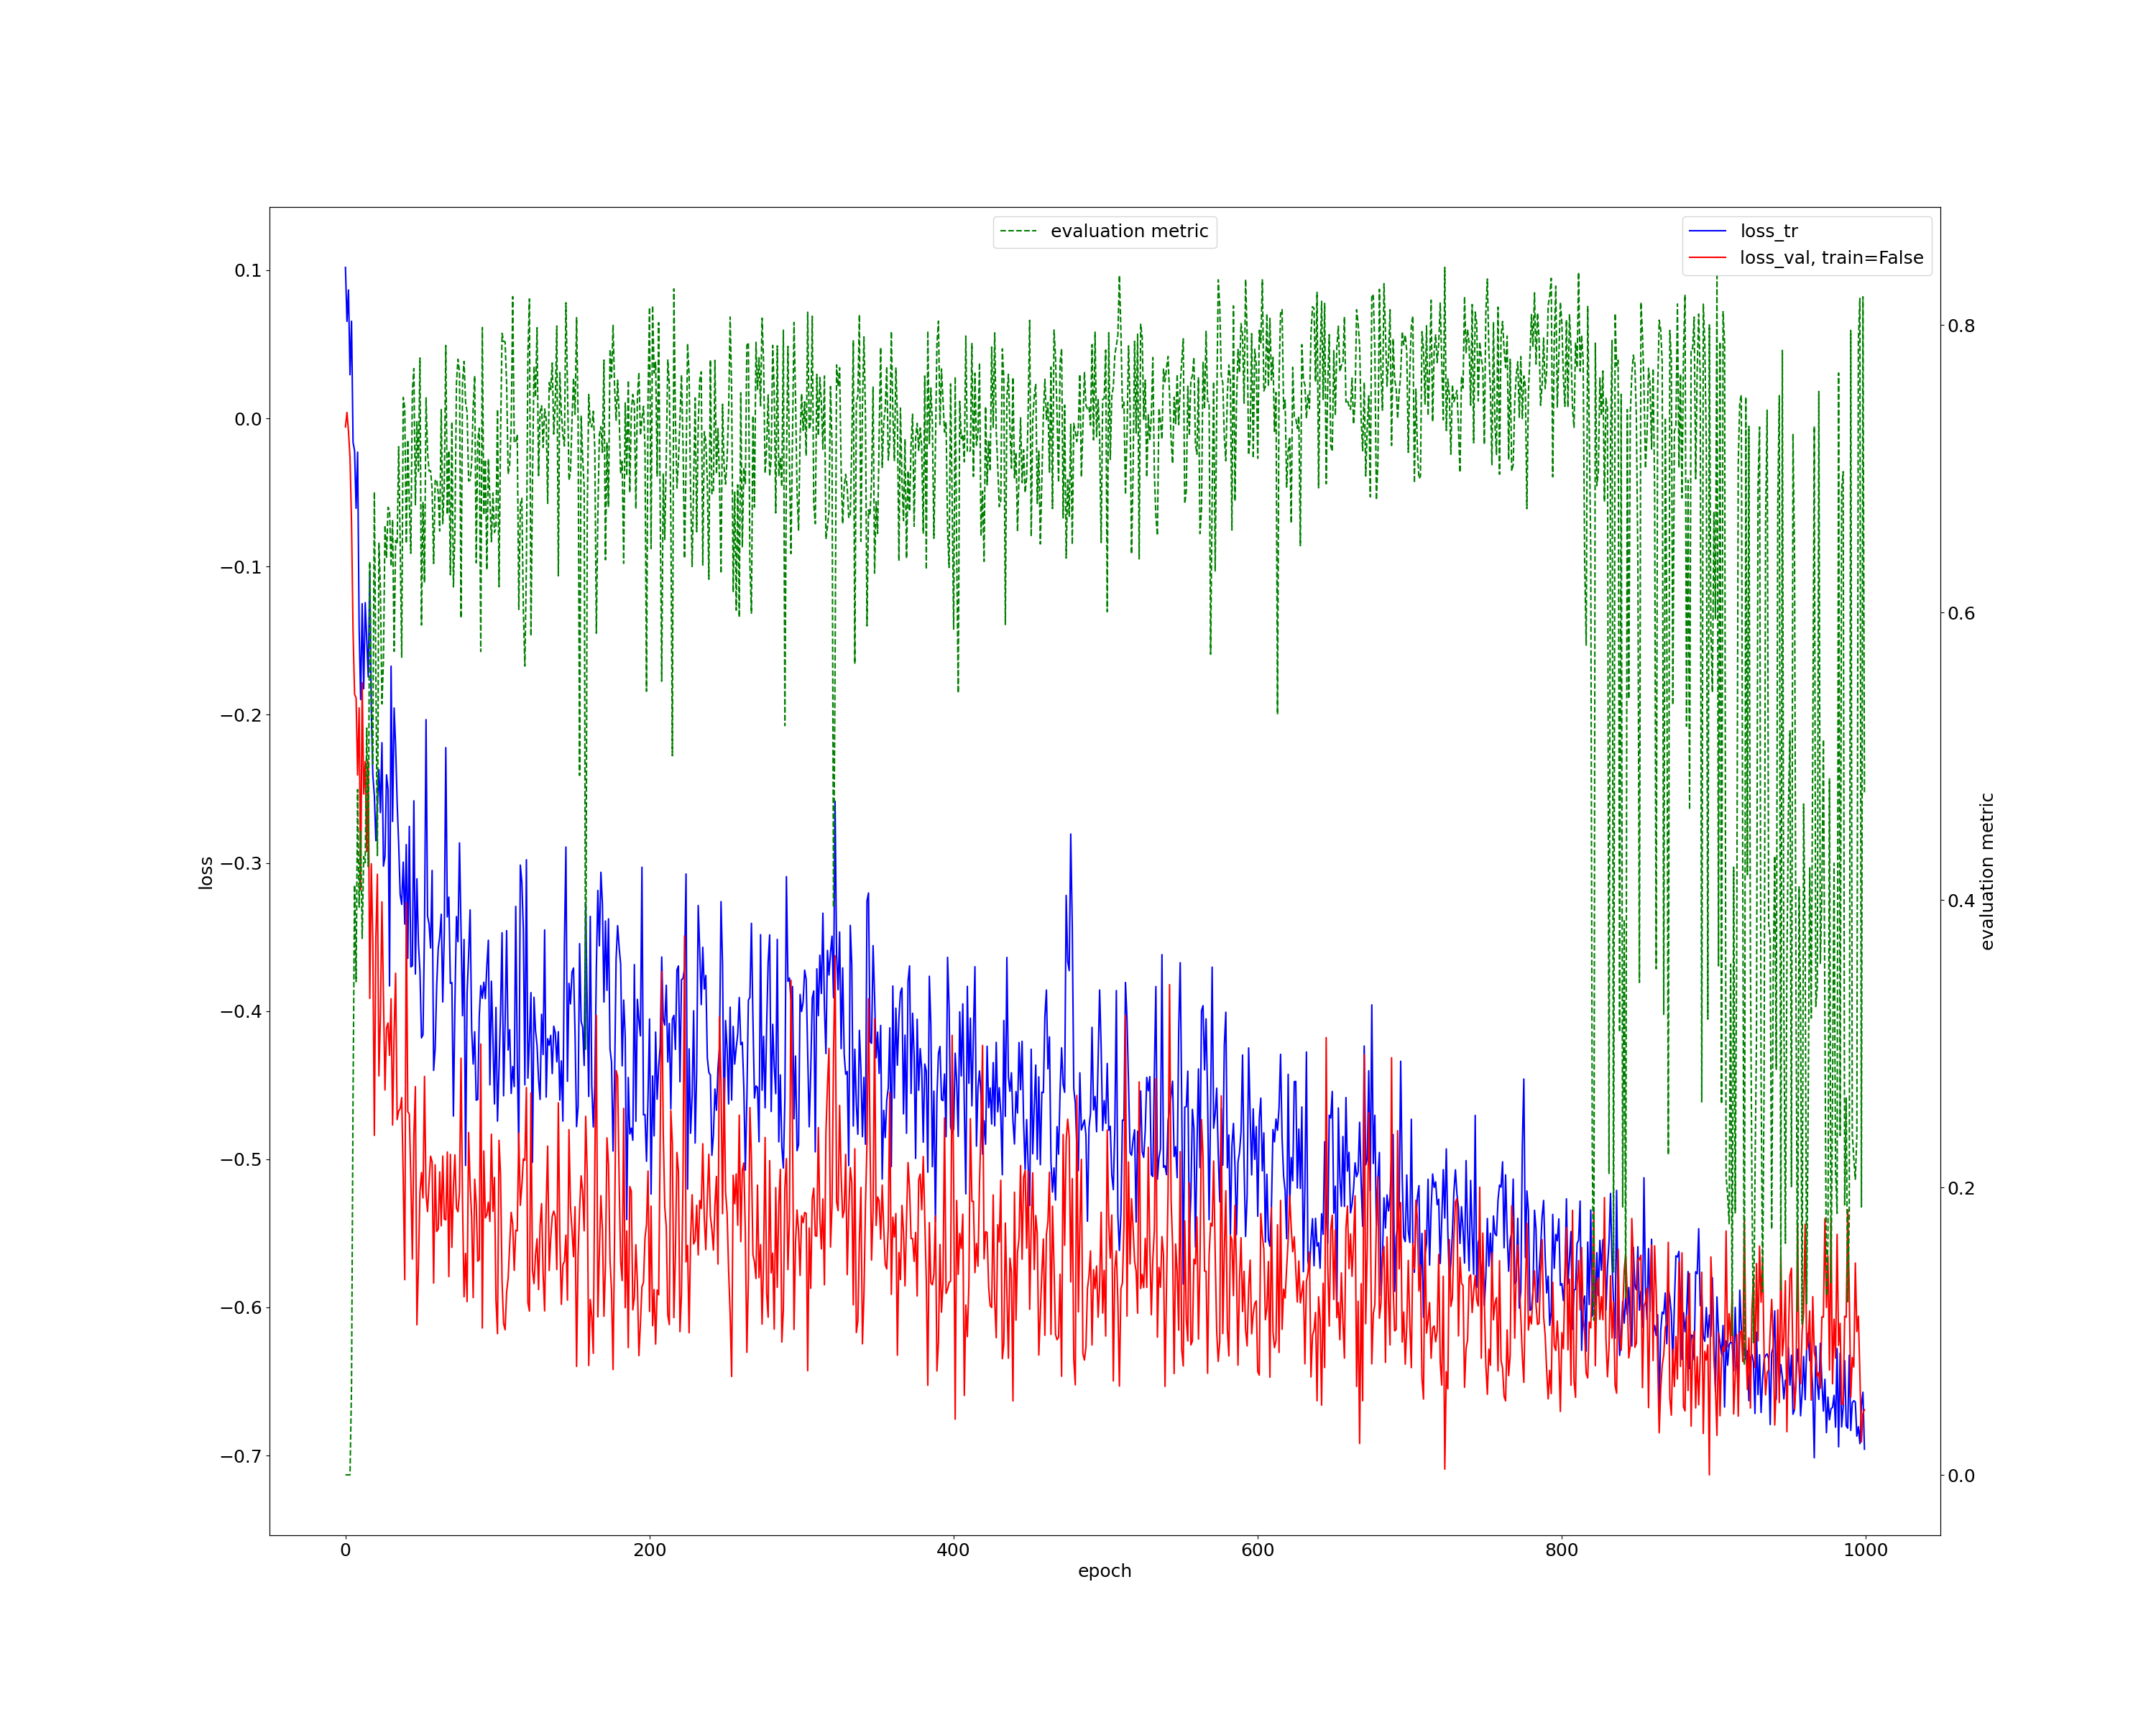 evaluation metric
loss_tr
loss_val, train=False
0.1
0.0
−0.1
−0.2
−0.3
−0.4
−0.5
−0.6
−0.7
loss
0.8
0.6
0.4
0.2
0.0
evaluation metric
0 200 400 600 800 1000
epoch